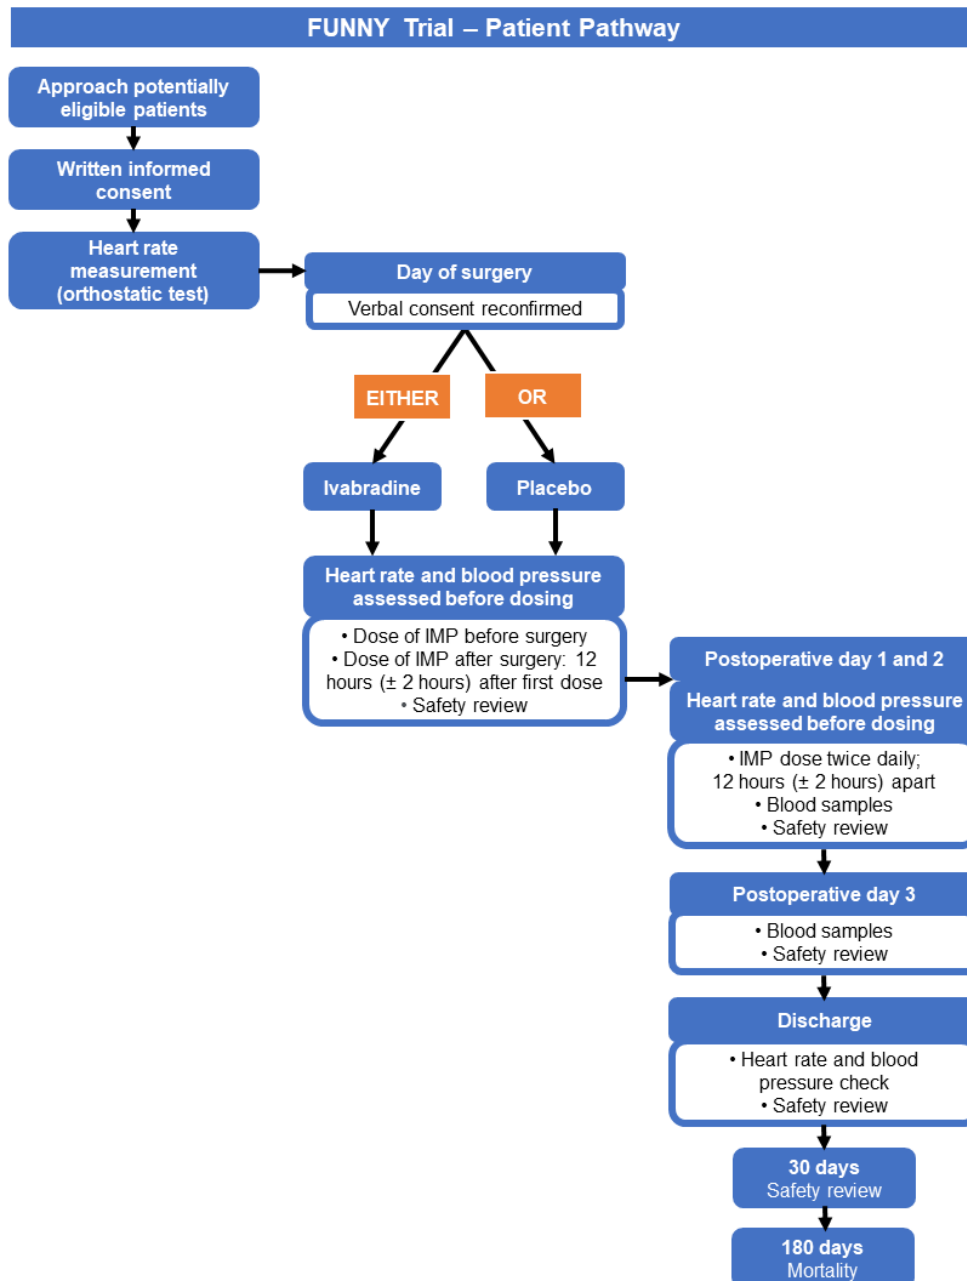 FUNNY Trial – Patient Pathway
Approach potentially
eligible patients
Written informed
consent
Heart rate
measurement
(orthostatic test)
Day of surgery
Verbal consent reconfirmed
EITHER
OR
Ivabradine
Placebo
Heart rate and blood pressure
assessed before dosing
• Dose of IMP before surgery
• Dose of IMP after surgery: 12
hours (± 2 hours) after first dose
• Safety review
Postoperative day 1 and 2
Heart rate and blood pressure
assessed before dosing
• IMP dose twice daily;
12 hours (± 2 hours) apart
• Blood samples
• Safety review
Postoperative day 3
• Blood samples
• Safety review
Discharge
• Heart rate and blood
pressure check
• Safety review
30 days
Safety review
180 days
Mortality